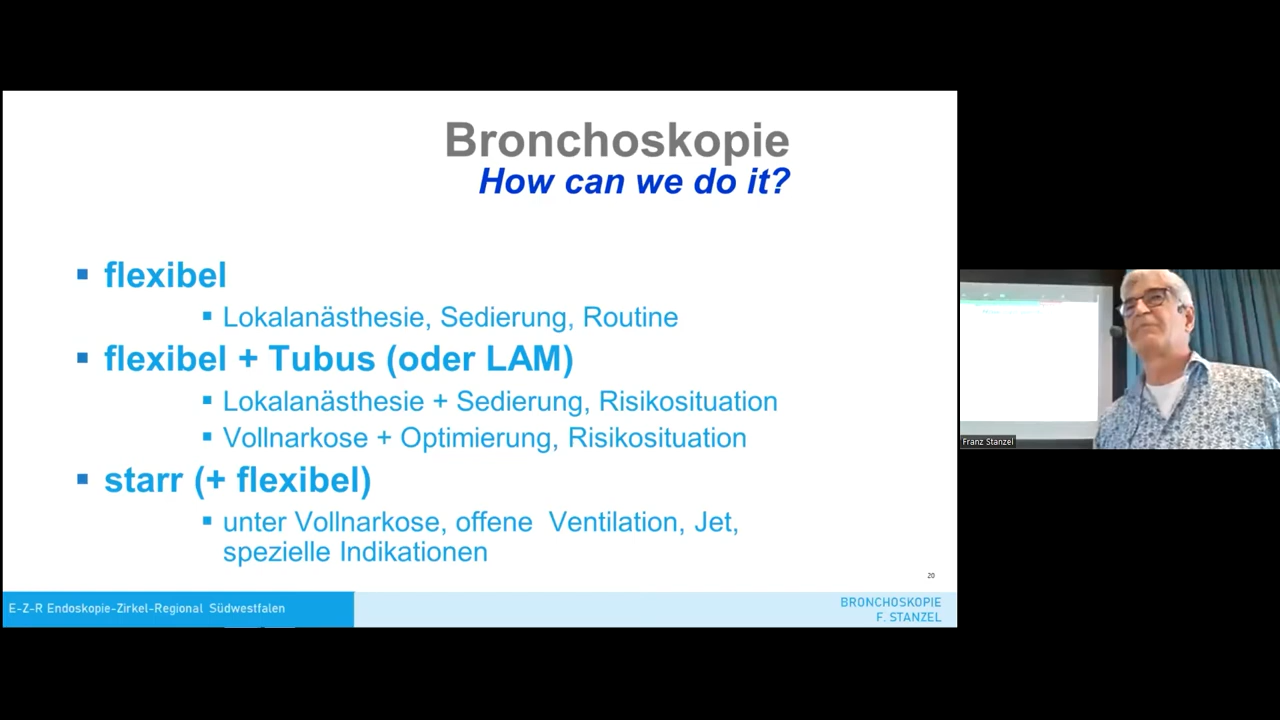 Bronchoskopie
How can we do it?
flexibel
Lokalanästhesie, Sedierung, Routine
flexibel + Tubus (oder LAM)
Lokalanästhesie + Sedierung, Risikosituation
Vollnarkose + Optimierung, Risikosituation
starr (+ flexibel)
unter Vollnarkose, offene Ventilation, Jet,
spezielle Indikationen
20
E-Z-R Endoskopie-Zirkel-Regional Südwestfalen
BRONCHOSKOPIE
F. STANZEL
Franz Stanzel